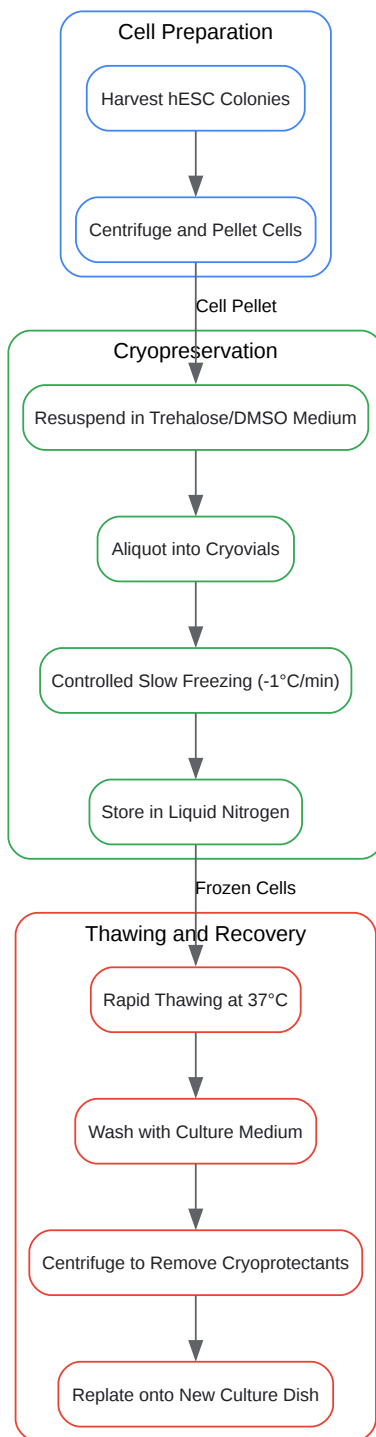 Cell Preparation
Harvest hESC Colonies
Centrifuge and Pellet Cells
Cell Pellet
Cryopreservation
Resuspend in Trehalose/DMSO Medium
Aliquot into Cryovials
Controlled Slow Freezing (-1°C/min)
Store in Liquid Nitrogen
Frozen Cells
Thawing and Recovery
Rapid Thawing at 37°C
Wash with Culture Medium
Centrifuge to Remove Cryoprotectants
Replate onto New Culture Dish